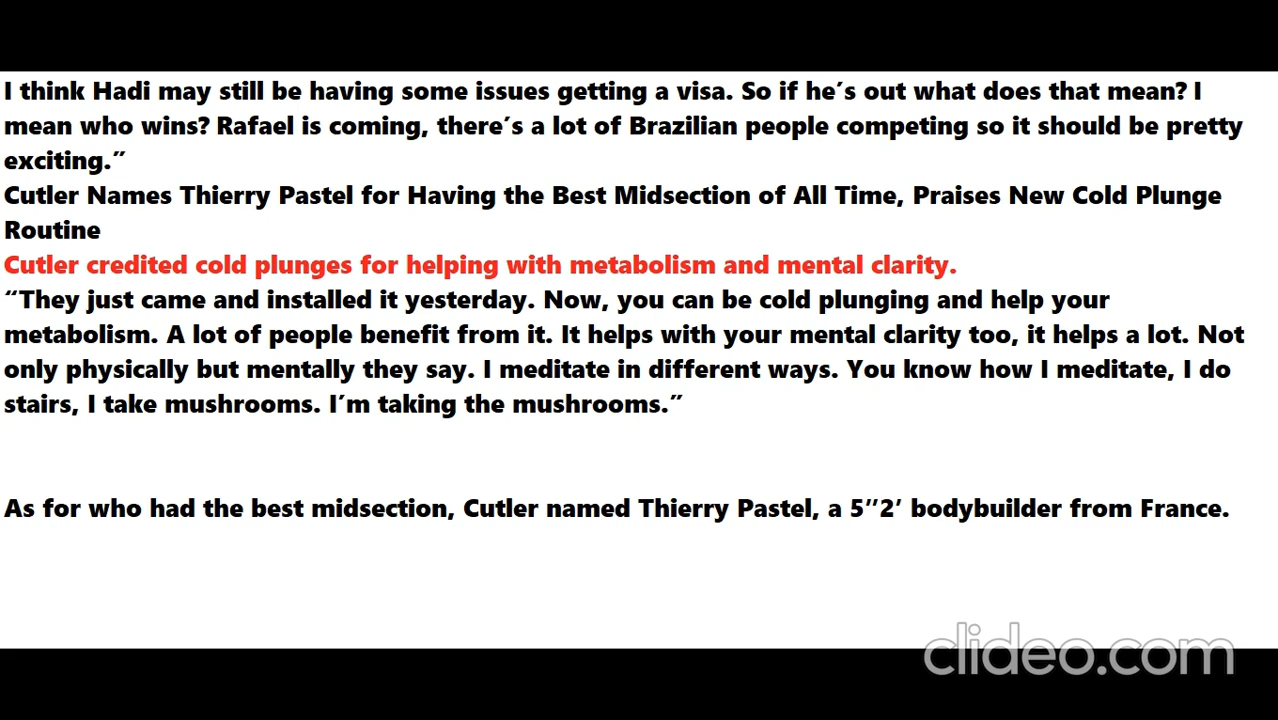 I think Hadi may still be having some issues getting a visa. So if he’s out what does that mean? I
mean who wins? Rafael is coming, there’s a lot of Brazilian people competing so it should be pretty
exciting.”
Cutler Names Thierry Pastel for Having the Best Midsection of All Time, Praises New Cold Plunge
Routine
Cutler credited cold plunges for helping with metabolism and mental clarity.
“They just came and installed it yesterday. Now, you can be cold plunging and help your
metabolism. A lot of people benefit from it. It helps with your mental clarity too, it helps a lot. Not
only physically but mentally they say. I meditate in different ways. You know how I meditate, I do
stairs, I take mushrooms. I’m taking the mushrooms.”
As for who had the best midsection, Cutler named Thierry Pastel, a 5″2′ bodybuilder from France.
clideo.com